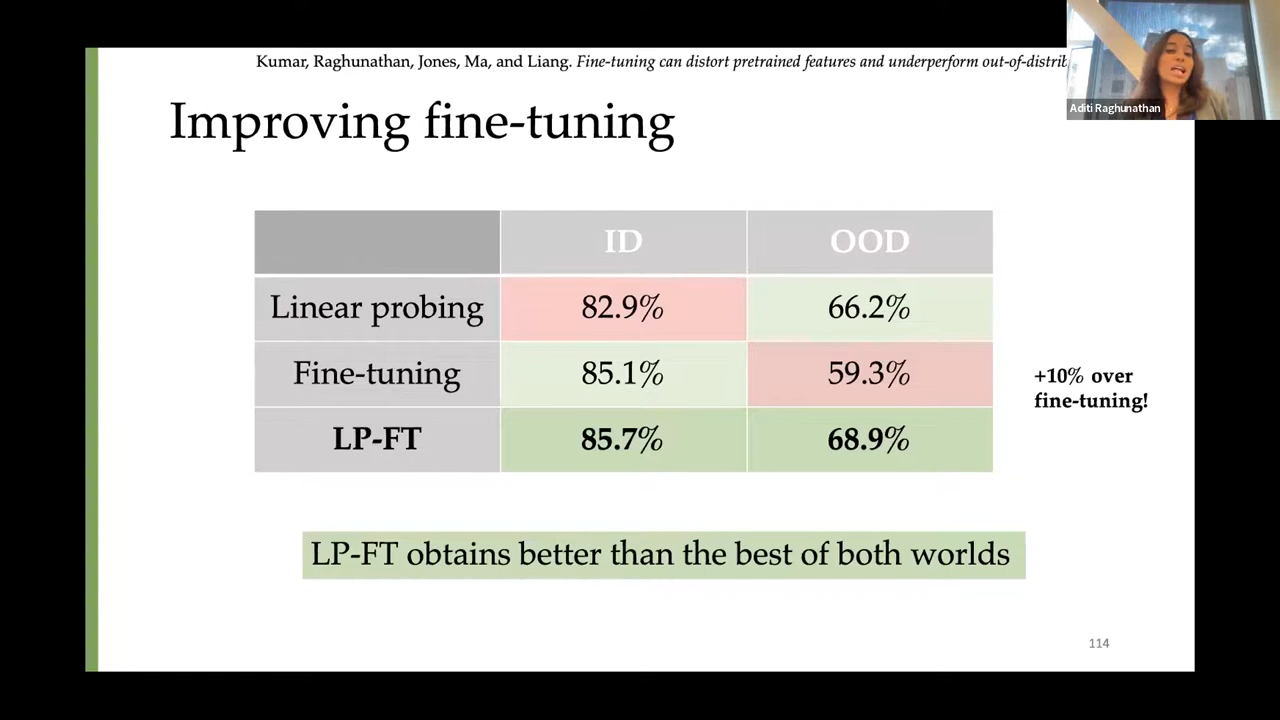 Kumar, Raghunathan, Jones, Ma, and Liang. Fine-tuning can distort pretrained features and underperform out-of-distrib
Aditi Raghunathan
Improving fine-tuning
ID OOD
Linear probing 82.9% 66.2%
Fine-tuning 85.1% 59.3%
+10% over
fine-tuning!
LP-FT 85.7% 68.9%
LP-FT obtains better than the best of both worlds
114